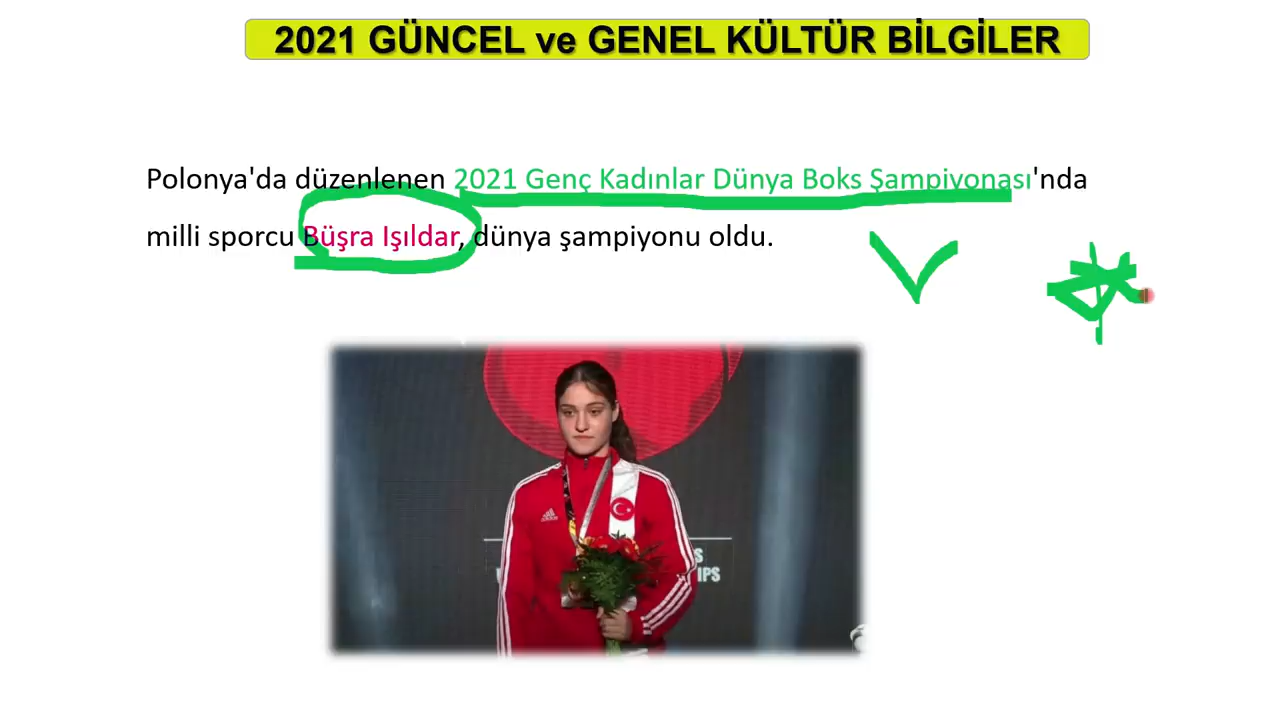 2021 GÜNCEL ve GENEL KÜLTÜR BİLGİLER
Polonya'da düzenlenen 2021 Genç Kadınlar Dünya Boks Şampiyonası'nda
milli sporcu Büşra Işıldar, dünya şampiyonu oldu.